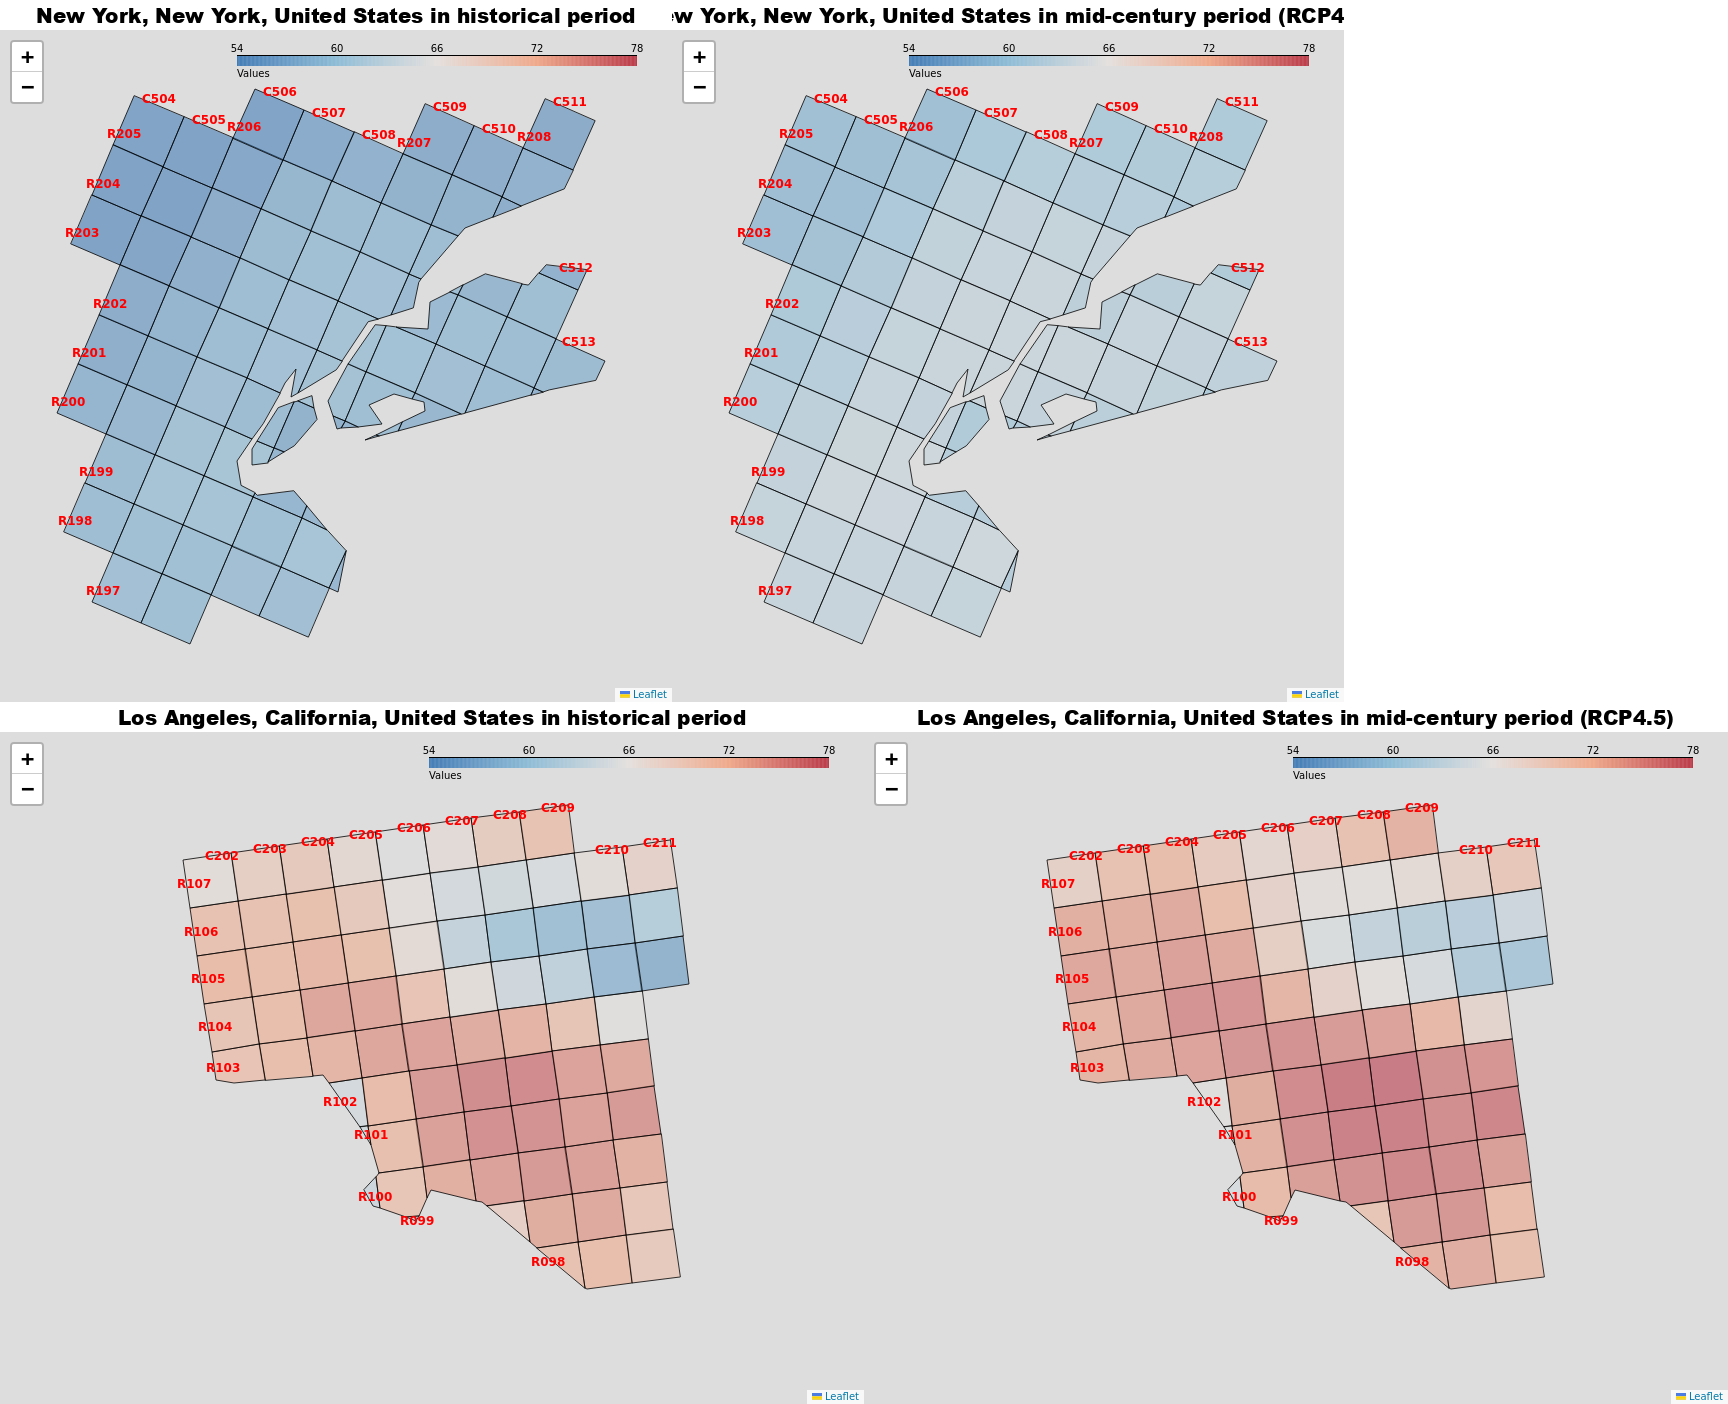 New York, New York, United States in historical period
ew York, New York, United States in mid-century period (RCP4
+
−
54 60 66 72 78
Values
C504
C505
C506
C507
C508
C509
C510
C511
C512
C513
R205
R206
R207
R208
R204
R203
R202
R201
R200
R199
R198
R197
Leaflet
+
−
54 60 66 72 78
Values
C504
C505
C506
C507
C508
C509
C510
C511
C512
C513
R205
R206
R207
R208
R204
R203
R202
R201
R200
R199
R198
R197
Leaflet
Los Angeles, California, United States in historical period
Los Angeles, California, United States in mid-century period (RCP4.5)
+
−
54 60 66 72 78
Values
C202
C203
C204
C205
C206
C207
C208
C209
C210
C211
R107
R106
R105
R104
R103
R102
R101
R100
R099
R098
Leaflet
+
−
54 60 66 72 78
Values
C202
C203
C204
C205
C206
C207
C208
C209
C210
C211
R107
R106
R105
R104
R103
R102
R101
R100
R099
R098
Leaflet